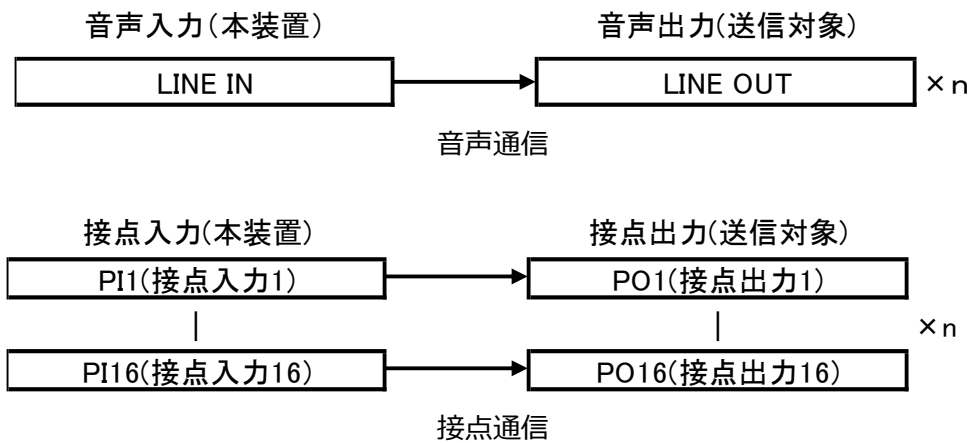 音声入力(本装置) 音声出力(送信対象)
LINE IN LINE OUT ×n
音声通信
接点入力(本装置) 接点出力(送信対象)
PI1(接点入力1) PO1(接点出力1)
| | ×n
PI16(接点入力16) PO16(接点出力16)
接点通信